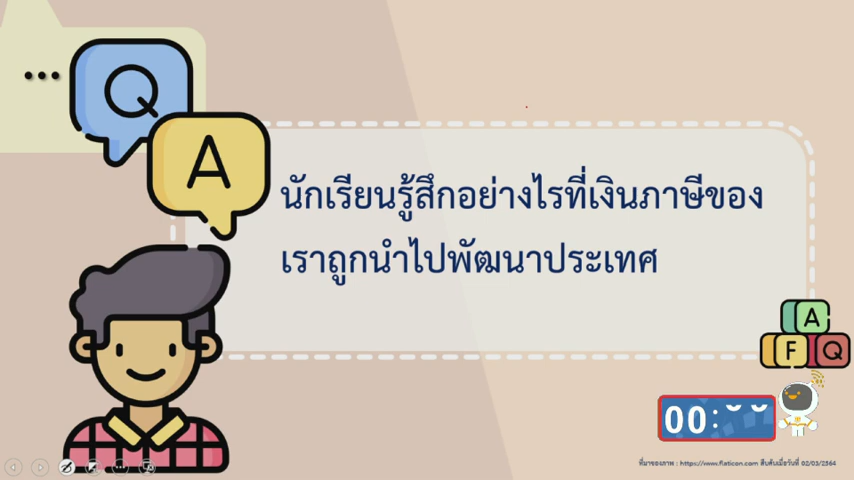 Q
A
นักเรียนรู้สึกอย่างไรที่เงินภาษีของ
เราถูกนำไปพัฒนาประเทศ
A
F Q
00:
ที่มาของภาพ : https://www.flaticon.com สืบค้นเมื่อวันที่ 02/03/2564